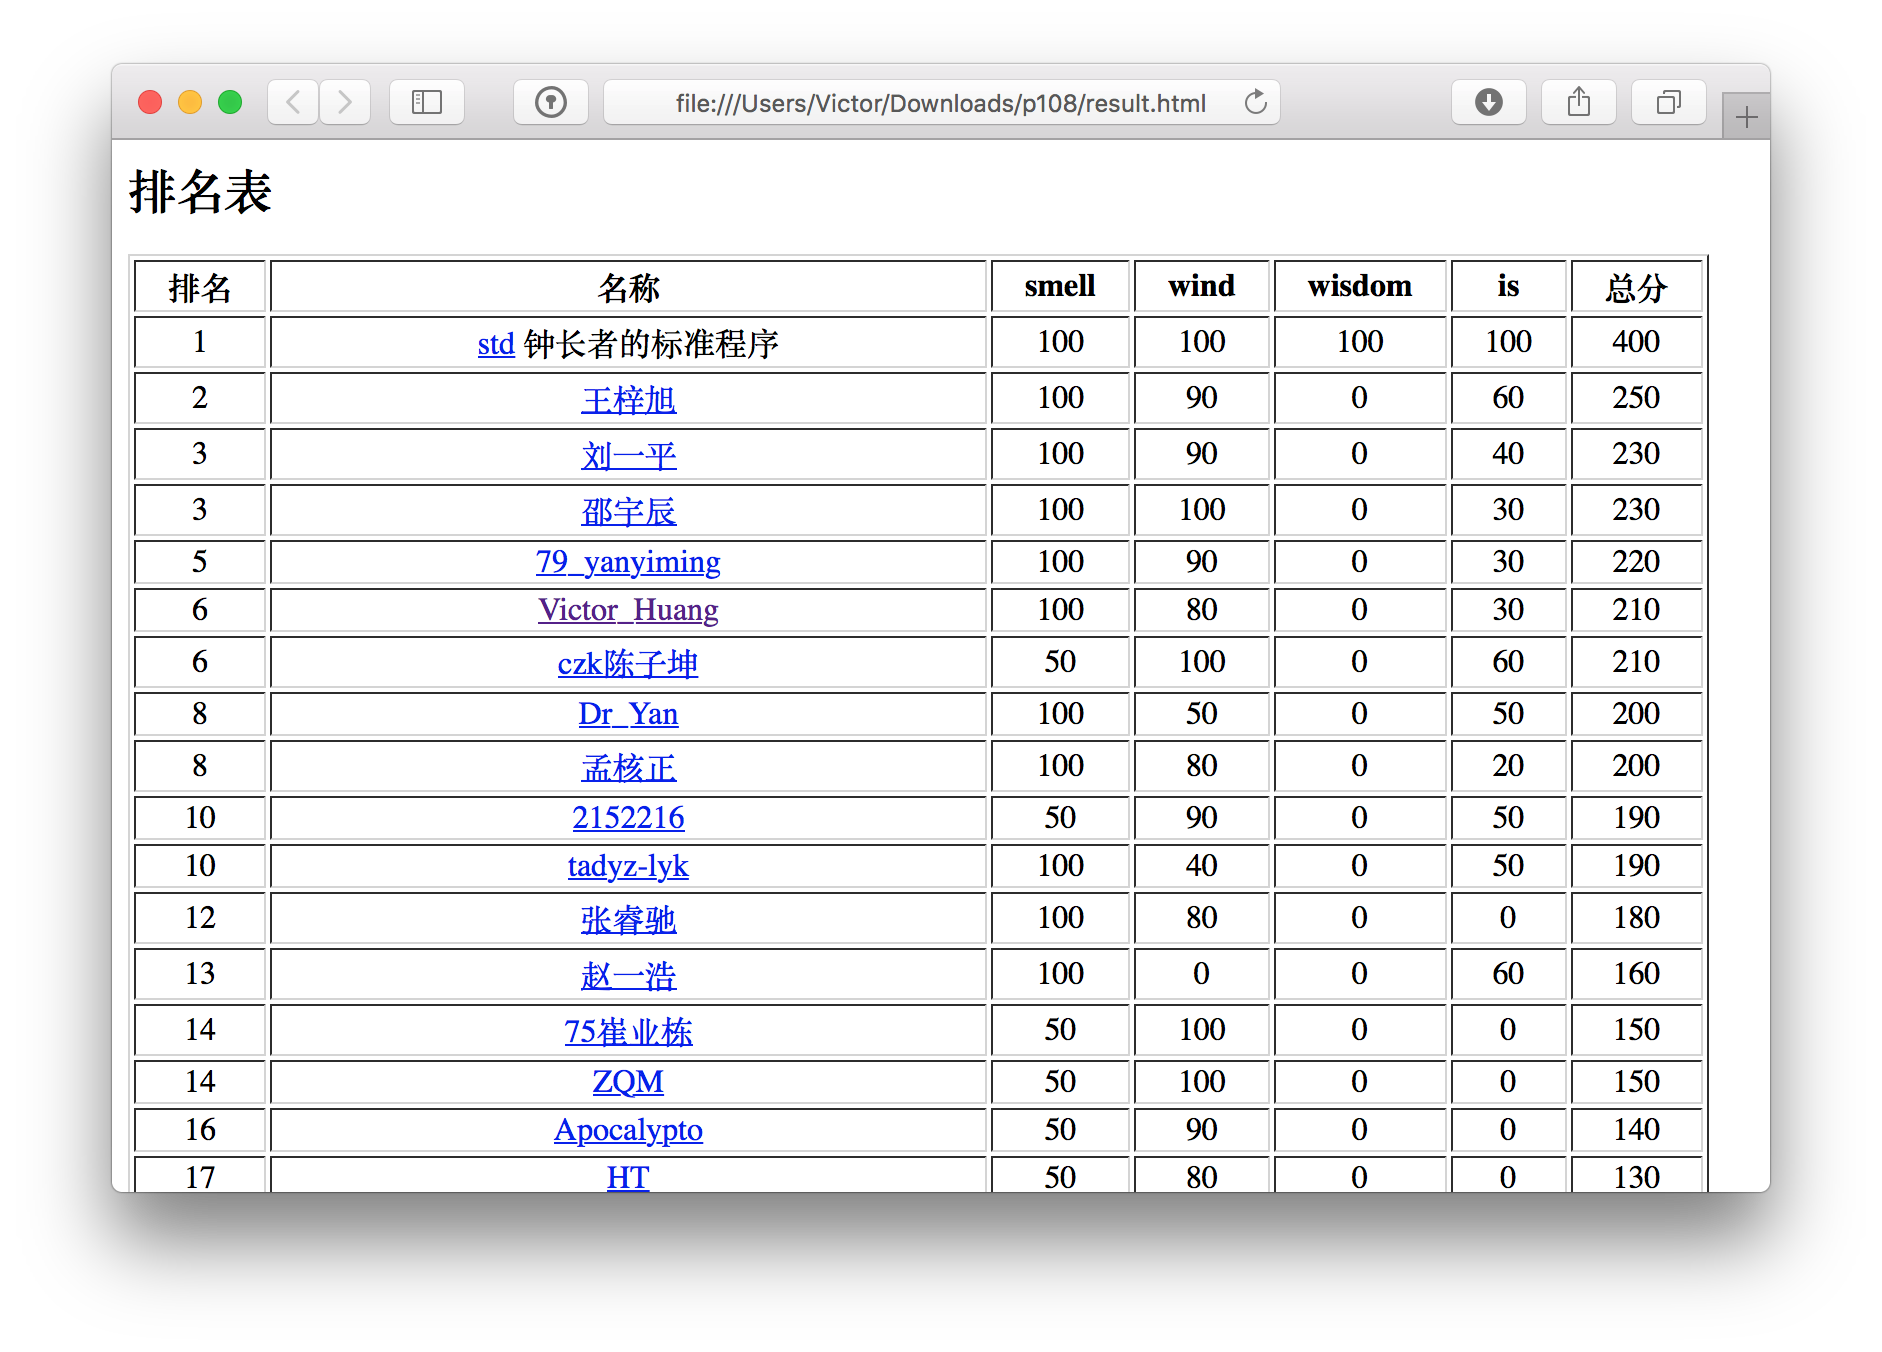 file:///Users/Victor/Downloads/p108/result.html
排名表
排名 名称 smell wind wisdom is 总分
1 std 钟长者的标准程序 100 100 100 100 400
2 王梓旭 100 90 0 60 250
3 刘一平 100 90 0 40 230
3 邵宇辰 100 100 0 30 230
5 79_yanyiming 100 90 0 30 220
6 Victor_Huang 100 80 0 30 210
6 czk陈子坤 50 100 0 60 210
8 Dr_Yan 100 50 0 50 200
8 孟核正 100 80 0 20 200
10 2152216 50 90 0 50 190
10 tadyz-lyk 100 40 0 50 190
12 张睿驰 100 80 0 0 180
13 赵一浩 100 0 0 60 160
14 75崔业栋 50 100 0 0 150
14 ZQM 50 100 0 0 150
16 Apocalypto 50 90 0 0 140
17 HT 50 80 0 0 130